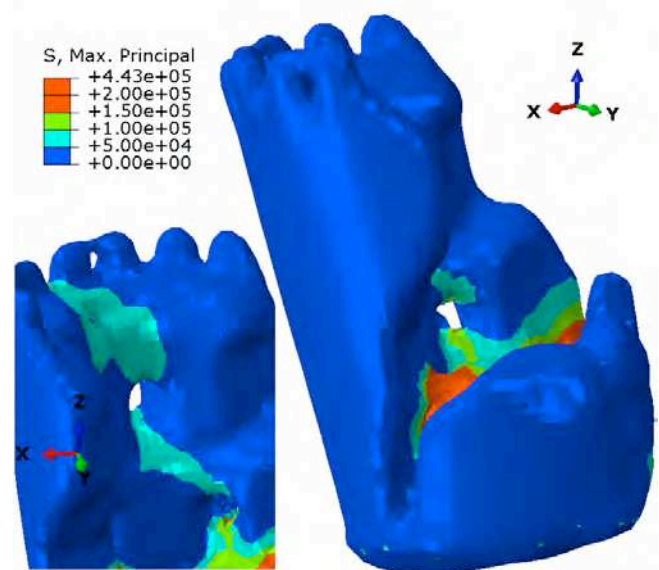 S, Max. Principal
+4.43e+05
+2.00e+05
+1.50e+05
+1.00e+05
+5.00e+04
+0.00e+00
Z
X
Y
Z
X
Y